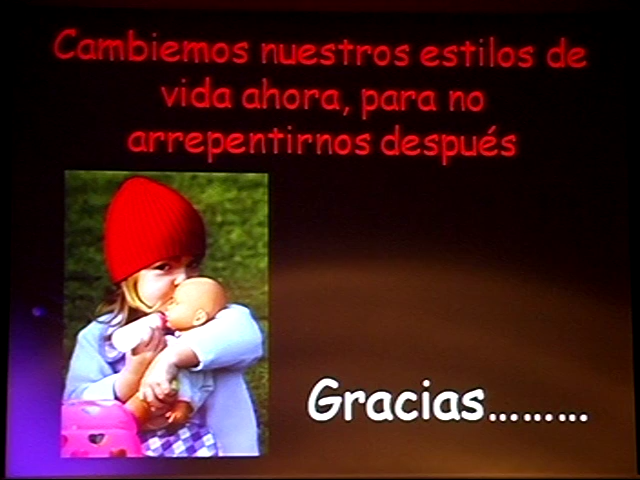 Cambiemos nuestros estilos de
vida ahora, para no
arrepentirnos después
Gracias.........